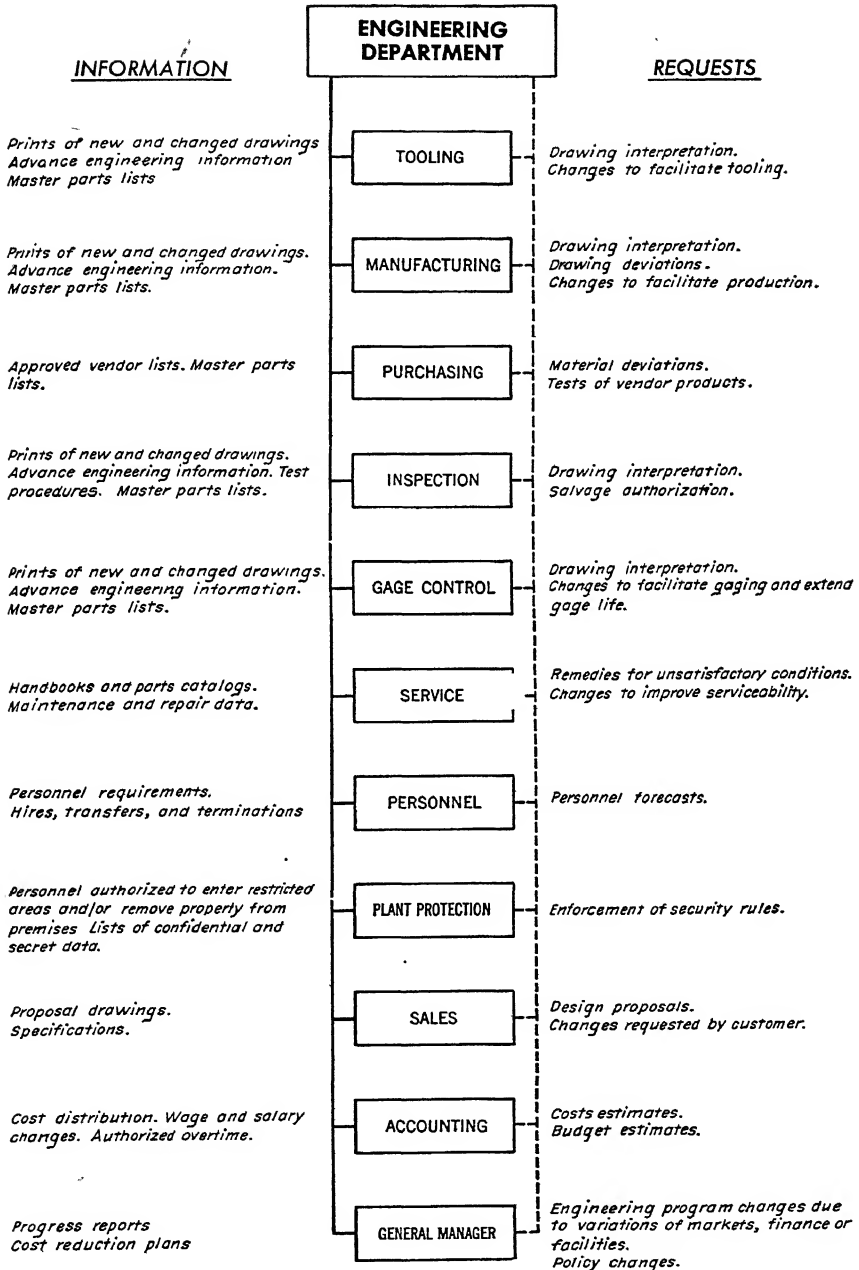 ENGINEERING
DEPARTMENT
INFORMATION
REQUESTS
Prints of new and changed drawings
Advance engineering information
Master parts lists
TOOLING
Drawing interpretation.
Changes to facilitate tooling.
Prints of new and changed drawings.
Advance engineering information.
Master parts lists.
MANUFACTURING
Drawing interpretation.
Drawing deviations.
Changes to facilitate production.
Approved vendor lists. Master parts
lists.
PURCHASING
Material deviations.
Tests of vendor products.
Prints of new and changed drawings.
Advance engineering information. Test
procedures. Master parts lists.
INSPECTION
Drawing interpretation.
Salvage authorization.
Prints of new and changed drawings.
Advance engineering information.
Master parts lists.
GAGE CONTROL
Drawing interpretation.
Changes to facilitate gaging and extend
gage life.
Handbooks and parts catalogs.
Maintenance and repair data.
SERVICE
Remedies for unsatisfactory conditions.
Changes to improve serviceability.
Personnel requirements.
Hires, transfers, and terminations
PERSONNEL
Personnel forecasts.
Personnel authorized to enter restricted
areas and/or remove property from
premises Lists of confidential and
secret data.
PLANT PROTECTION
Enforcement of security rules.
Proposal drawings.
Specifications.
SALES
Design proposals.
Changes requested by customer.
Cost distribution. Wage and salary
changes. Authorized overtime.
ACCOUNTING
Costs estimates.
Budget estimates.
Progress reports
Cost reduction plans
GENERAL MANAGER
Engineering program changes due
to variations of markets, finance or
facilities.
Policy changes.